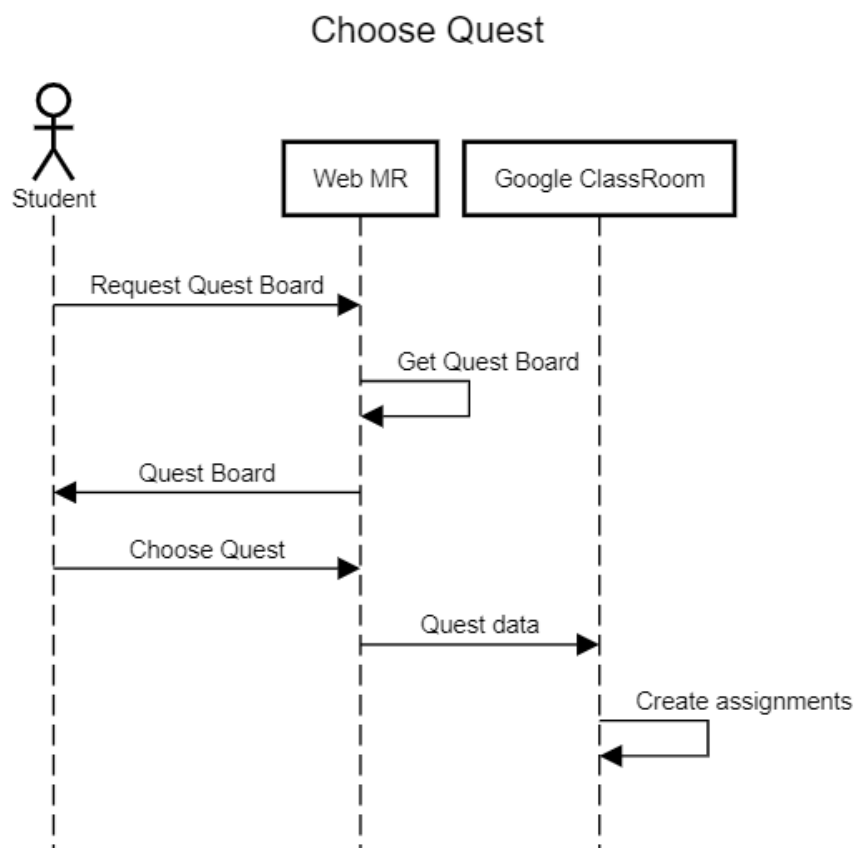 Choose Quest
Student
Web MR
Google ClassRoom
Request Quest Board
Get Quest Board
Quest Board
Choose Quest
Quest data
Create assignments